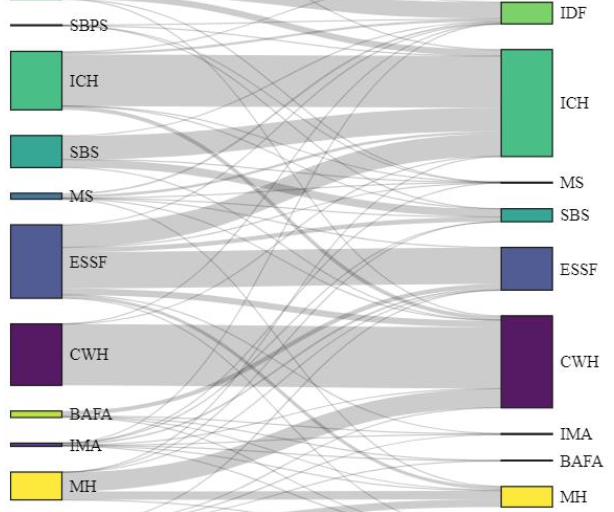 SBPS
ICH
SBS
MS
ESSF
CWH
BAFA
IMA
MH
IDF
ICH
MS
SBS
ESSF
CWH
IMA
BAFA
MH